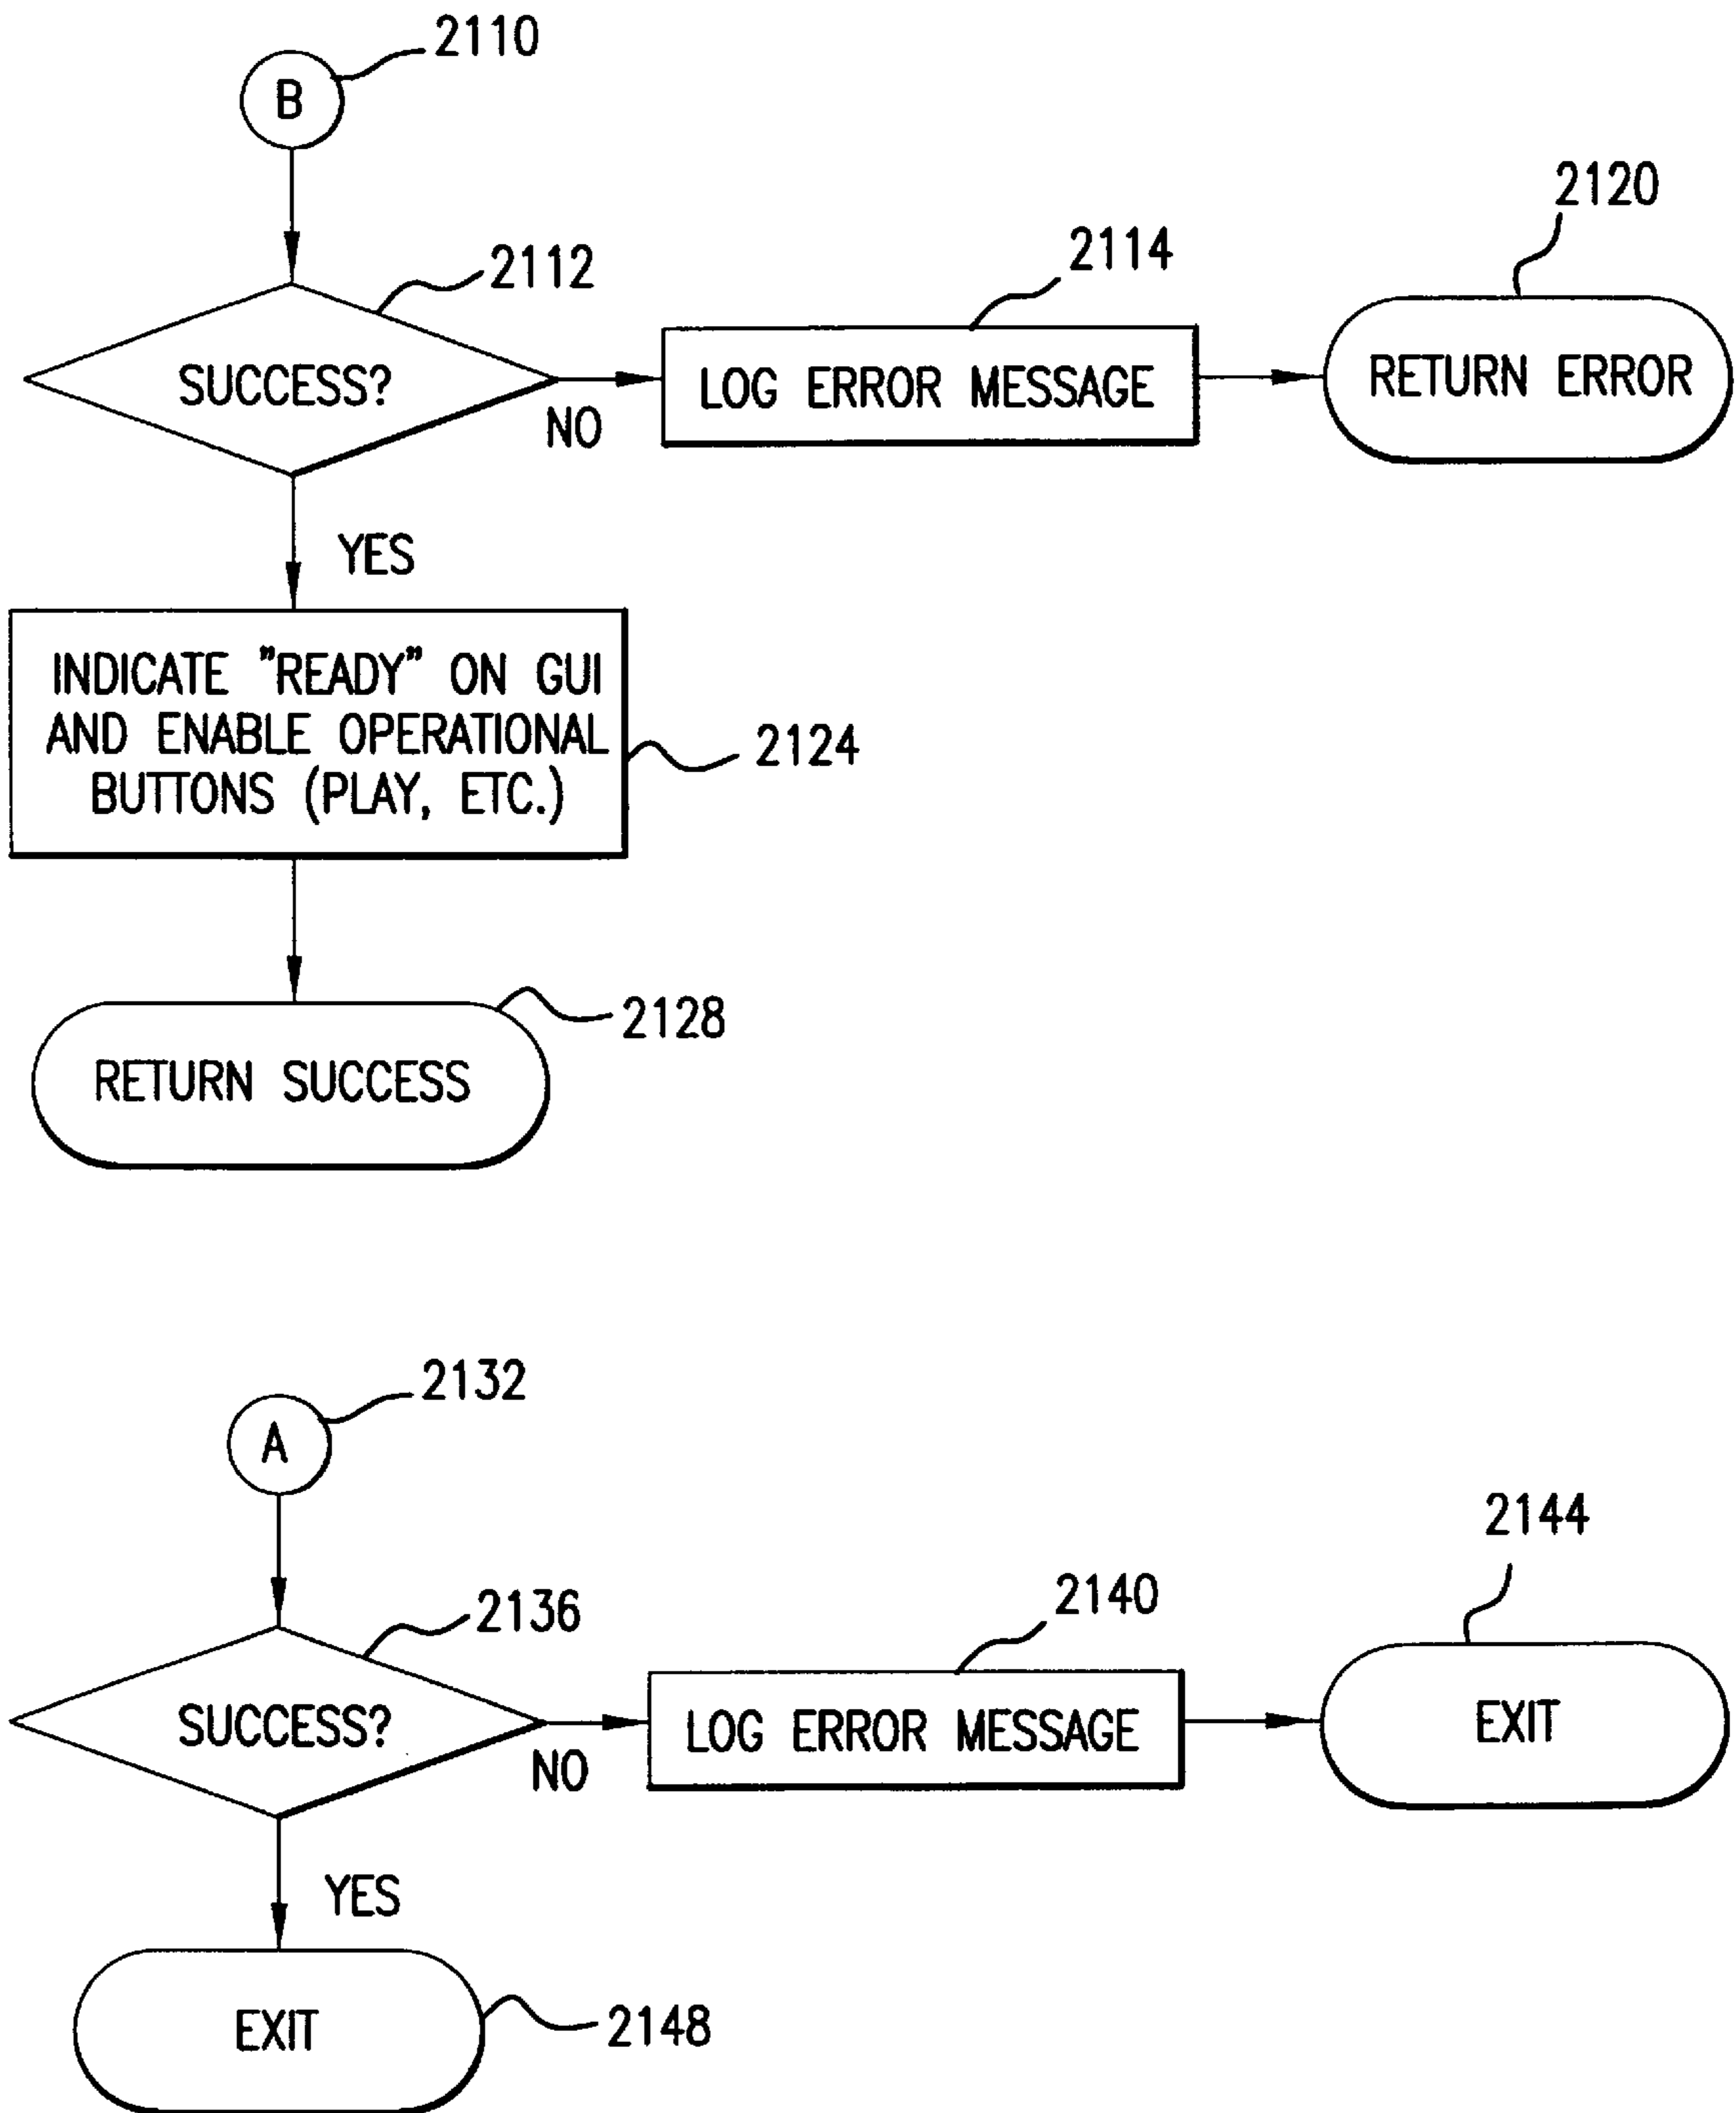 2110
B
2120
2112
2114
SUCCESS?
LOG ERROR MESSAGE
RETURN ERROR
NO
YES
INDICATE "READY" ON GUI
AND ENABLE OPERATIONAL
BUTTONS (PLAY, ETC.)
2124
2128
RETURN SUCCESS
2132
A
2144
2136
2140
SUCCESS?
LOG ERROR MESSAGE
EXIT
NO
YES
EXIT
2148